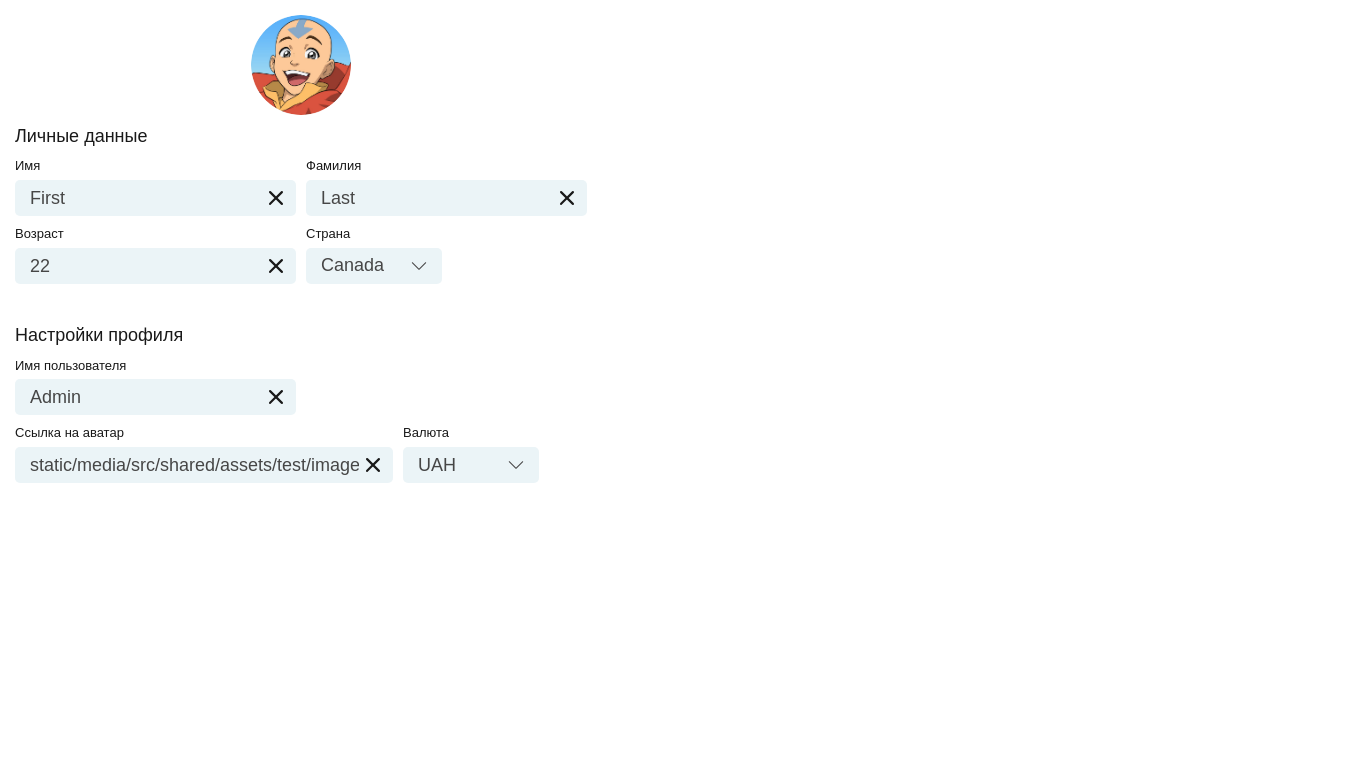 Личные данные
Имя
Фамилия
First
Last
Возраст
Страна
22
Canada
Настройки профиля
Имя пользователя
Admin
Ссылка на аватар
Валюта
static/media/src/shared/assets/test/image
UAH